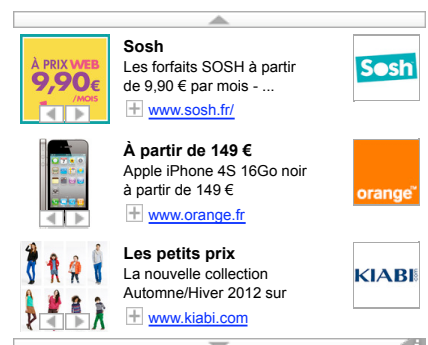 À PRIX WEB
9,90€
/MOIS
Sosh
Les forfaits SOSH à partir
de 9,90 € par mois - ...
www.sosh.fr/
Sosh
À partir de 149 €
Apple iPhone 4S 16Go noir
à partir de 149 €
www.orange.fr
orange™
Les petits prix
La nouvelle collection
Automne/Hiver 2012 sur
www.kiabi.com
KIABI.com